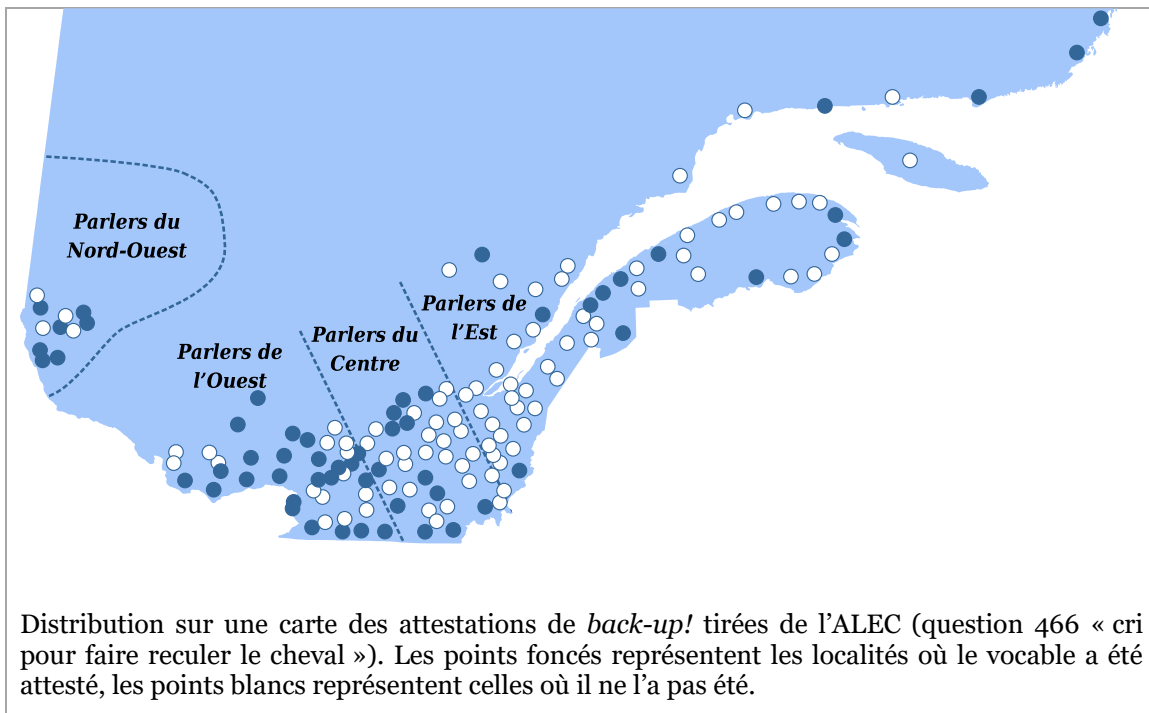 Parlers du
Nord-Ouest
Parlers de
l’Est
Parlers du
Centre
Parlers de
l’Ouest
Distribution sur une carte des attestations de back-up! tirées de l’ALEC (question 466 « cri
pour faire reculer le cheval »). Les points foncés représentent les localités où le vocable a été
attesté, les points blancs représentent celles où il ne l’a pas été.